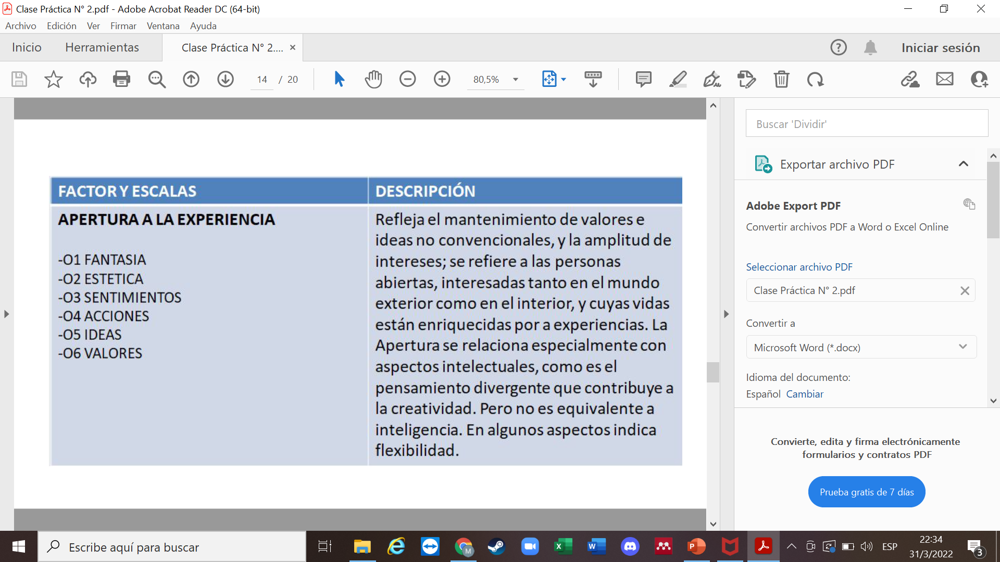 Clase Práctica N° 2.pdf - Adobe Acrobat Reader DC (64-bit)
Archivo Edición Ver Firmar Ventana Ayuda
Inicio Herramientas Clase Práctica N° 2.... × Iniciar sesión
14 / 20 80,5%
FACTOR Y ESCALAS
APERTURA A LA EXPERIENCIA
-O1 FANTASIA
-O2 ESTETICA
-O3 SENTIMIENTOS
-O4 ACCIONES
-O5 IDEAS
-O6 VALORES
DESCRIPCIÓN
Refleja el mantenimiento de valores e
ideas no convencionales, y la amplitud de
intereses; se refiere a las personas
abiertas, interesadas tanto en el mundo
exterior como en el interior, y cuyas vidas
están enriquecidas por a experiencias. La
Apertura se relaciona especialmente con
aspectos intelectuales, como es el
pensamiento divergente que contribuye a
la creatividad. Pero no es equivalente a
inteligencia. En algunos aspectos indica
flexibilidad.
Buscar 'Dividir'
Exportar archivo PDF
Adobe Export PDF
Convertir archivos PDF a Word o Excel Online
Seleccionar archivo PDF
Clase Práctica N° 2.pdf
Convertir a
Microsoft Word (*.docx)
Idioma del documento:
Español Cambiar
Convierte, edita y firma electrónicamente
formularios y contratos PDF
Prueba gratis de 7 días
Escribe aquí para buscar
ESP
22:34
31/3/2022
3